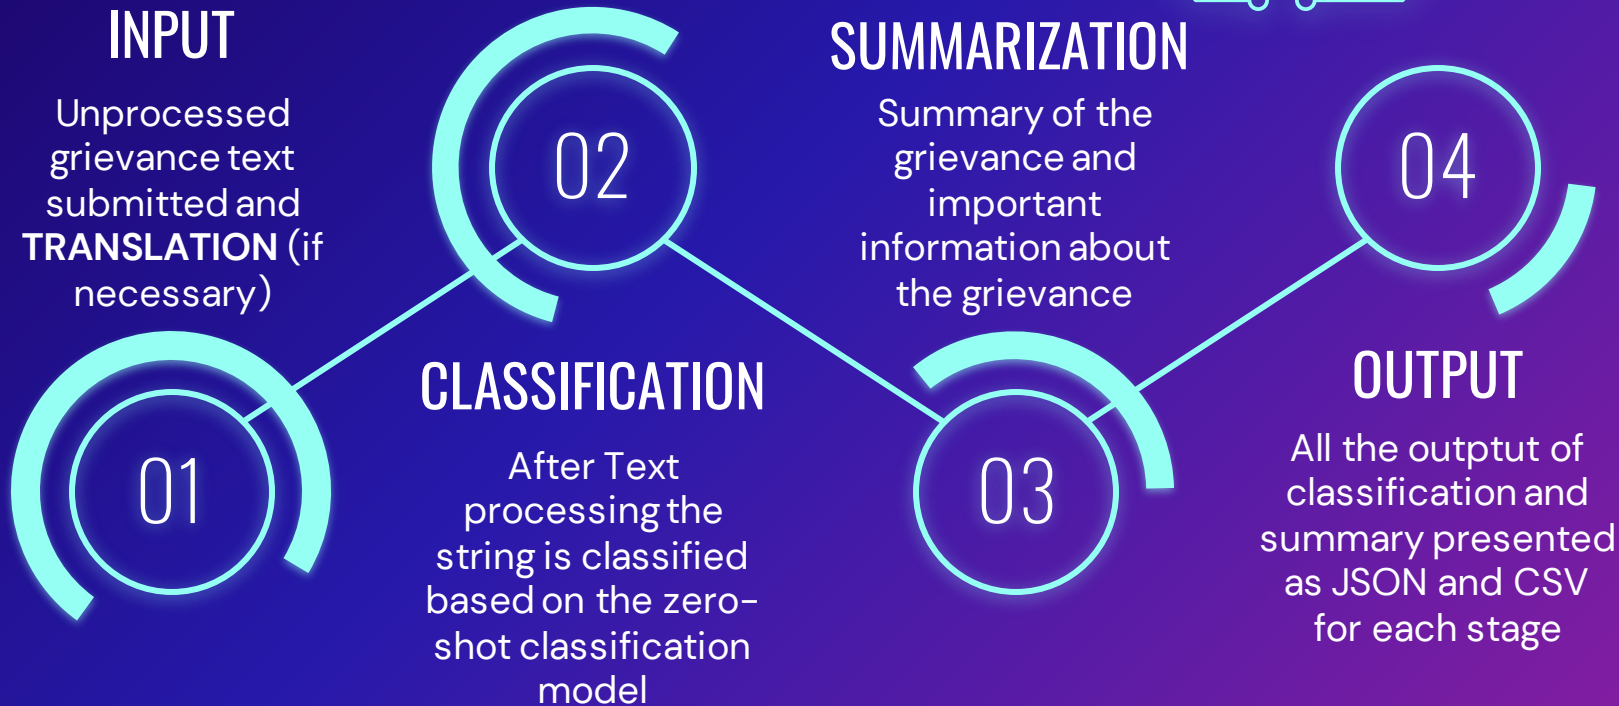 INPUT
Unprocessed
grievance text
submitted and
TRANSLATION (if
necessary)
01
02
CLASSIFICATION
After Text
processing the
string is classified
based on the zero-
shot classification
model
SUMMARIZATION
Summary of the
grievance and
important
information about
the grievance
03
04
OUTPUT
All the outptut of
classification and
summary presented
as JSON and CSV
for each stage